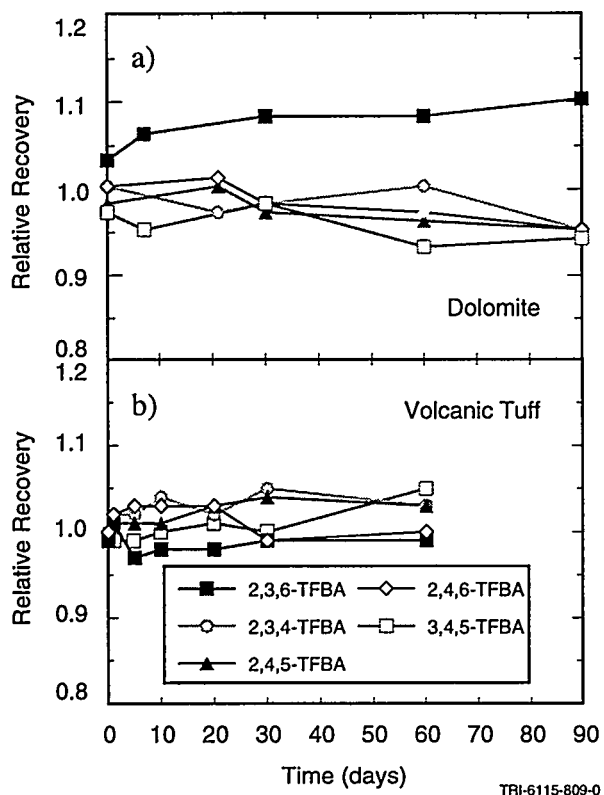 1.2
a)
1.1
1.0
0.9
0.8
Relative Recovery
Dolomite
1.2
b)
Volcanic Tuff
1.1
1.0
0.9
0.8
Relative Recovery
2,3,6-TFBA
2,4,6-TFBA
2,3,4-TFBA
3,4,5-TFBA
2,4,5-TFBA
0 10 20 30 40 50 60 70 80 90
Time (days)
TRI-6115-809-0